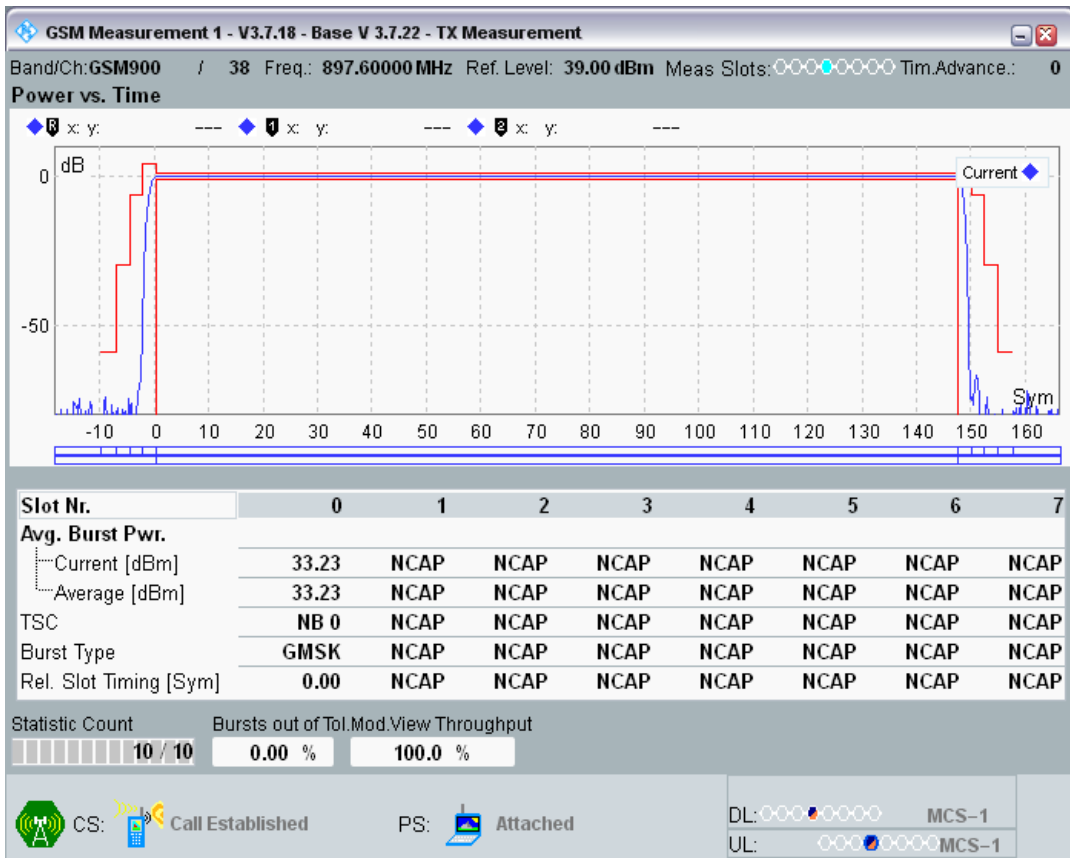 GSM Measurement 1 - V3.7.18 - Base V 3.7.22 - TX Measurement
Band/Ch:GSM900 / 38 Freq.: 897.60000 MHz Ref. Level: 39.00 dBm Meas Slots: Tim.Advance.: 0
Power vs. Time
R x: y: --- 1 x: y: --- 2 x: y: ---
dB
Current
0
-50
Sym
-10 0 10 20 30 40 50 60 70 80 90 100 110 120 130 140 150 160
Slot Nr. 0 1 2 3 4 5 6 7
Avg. Burst Pwr.
Current [dBm] 33.23 NCAP NCAP NCAP NCAP NCAP NCAP NCAP
Average [dBm] 33.23 NCAP NCAP NCAP NCAP NCAP NCAP NCAP
TSC NB 0 NCAP NCAP NCAP NCAP NCAP NCAP NCAP
Burst Type GMSK NCAP NCAP NCAP NCAP NCAP NCAP NCAP
Rel. Slot Timing [Sym] 0.00 NCAP NCAP NCAP NCAP NCAP NCAP NCAP
Statistic Count Bursts out of Tol.Mod.View Throughput
10 / 10 0.00 % 100.0 %
CS: Call Established PS: Attached
DL: MCS-1
UL: MCS-1